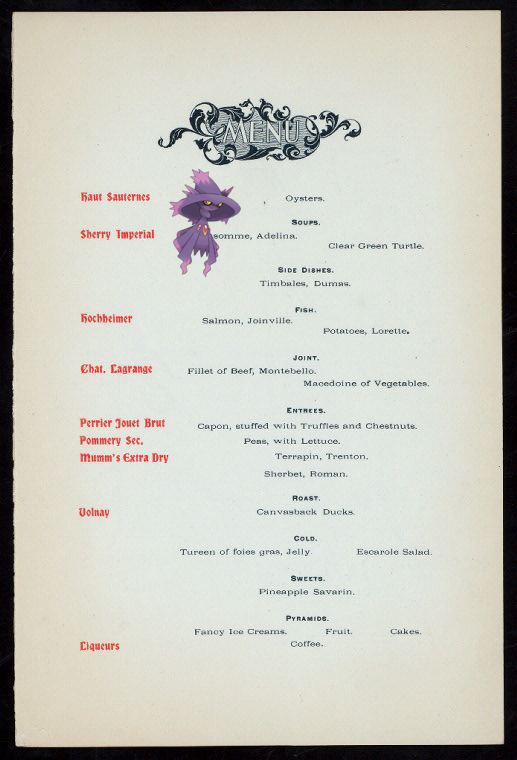 MENU
Haut Sauternes Oysters.
Soups.
Sherry Imperial somme, Adelina.
Clear Green Turtle.
Side Dishes.
Timbales, Dumas.
Fish.
Hochheimer Salmon, Joinville.
Potatoes, Lorette.
Joint.
Chat. Lagrange Fillet of Beef, Montebello.
Macedoine of Vegetables.
Entrees.
Perrier Jouet Brut Capon, stuffed with Truffles and Chestnuts.
Pommery Sec. Peas, with Lettuce.
Mumm's Extra Dry Terrapin, Trenton.
Sherbet, Roman.
Roast.
Volnay Canvasback Ducks.
Cold.
Tureen of foies gras, Jelly. Escarole Salad.
Sweets.
Pineapple Savarin.
Pyramids.
Fancy Ice Creams. Fruit. Cakes.
Liqueurs Coffee.